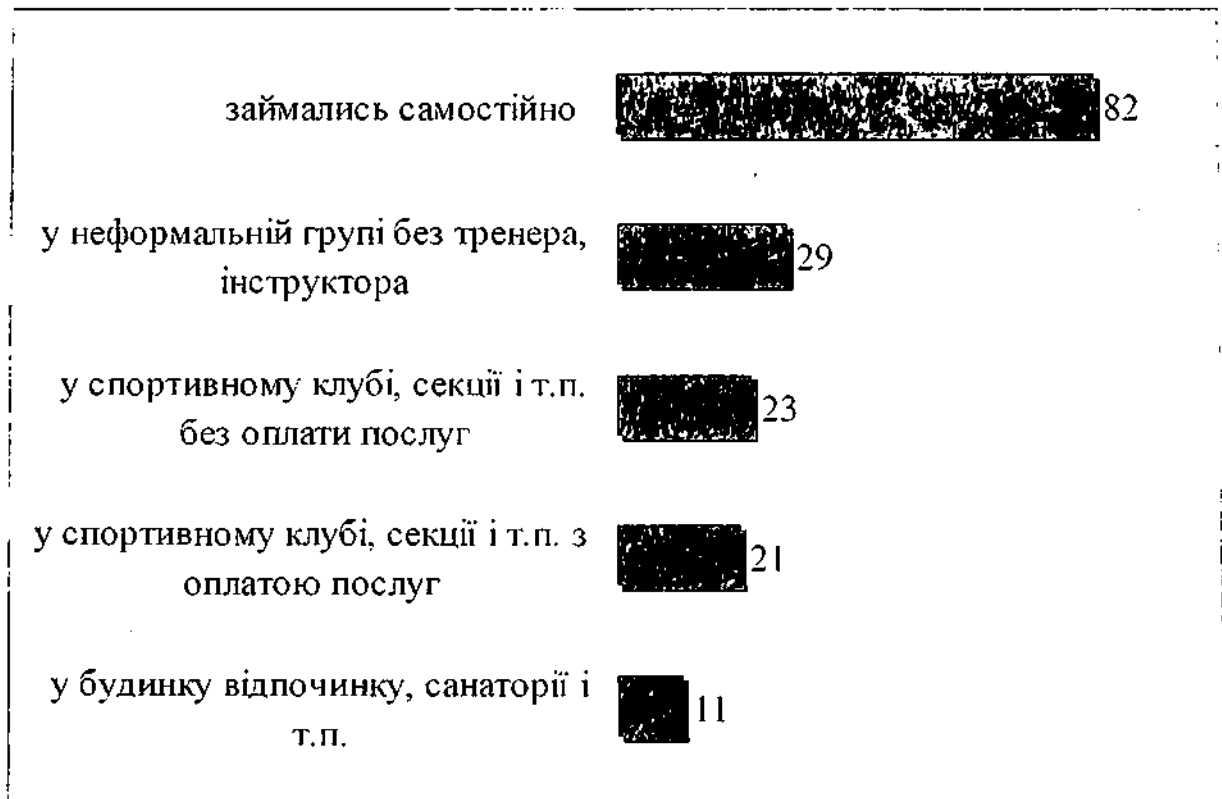 займались самостійно
82
у неформальній групі без тренера,
інструктора
29
у спортивному клубі, секції і т.п.
без оплати послуг
23
у спортивному клубі, секції і т.п. з
оплатою послуг
21
у будинку відпочинку, санаторії і
т.п.
11